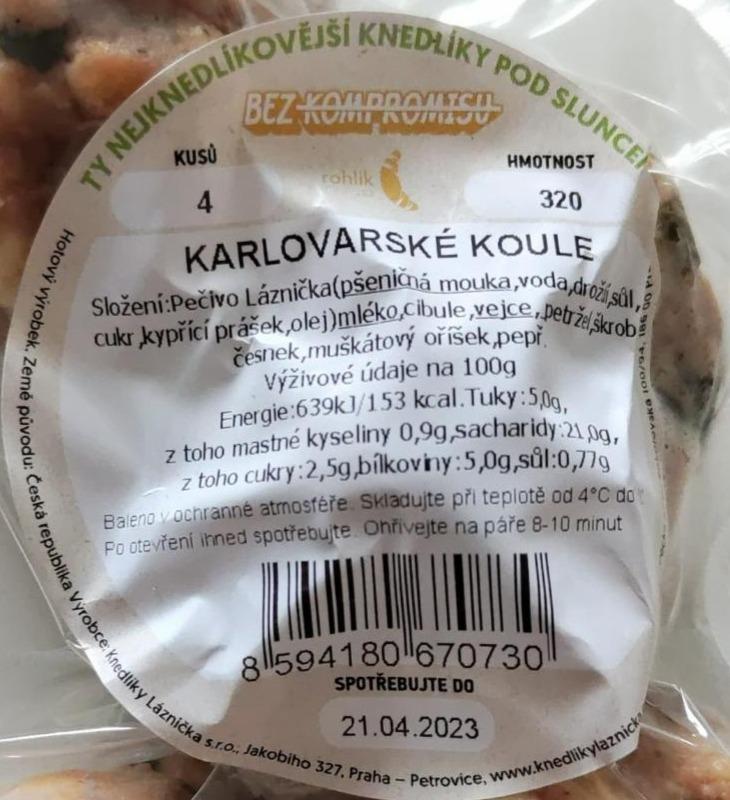 TY NEJKNEDLÍKOVĚJŠÍ KNEDLÍKY POD SLUNCEM
BEZ KOMPROMISU
KUSŮ
HMOTNOST
rohlik
4
320
KARLOVARSKÉ KOULE
Složení:Pečivo Láznička(pšeničná mouka,voda,droždí,sůl,
cukr,kypřící prášek,olej)mléko,cibule,vejce,petržel,škrob,
česnek,muškátový oříšek,pepř.
Výživové údaje na 100g
Energie:639kJ/153 kcal.Tuky:5,0g,
z toho mastné kyseliny 0,9g,sacharidy:21,0g,
z toho cukry:2,5g,bílkoviny:5,0g,sůl:0,77g
Baleno v ochranné atmosféře. Skladujte při teplotě od 4°C do
Po otevření ihned spotřebujte. Ohřívejte na páře 8-10 minut
8 594180 670730
SPOTŘEBUJTE DO
21.04.2023
Hotový výrobek. Země původu: Česká republika Výrobce: Knedlíky Láznička s.r.o., Jakobiho 327, Praha – Petrovice, www.knedlikylaznicka